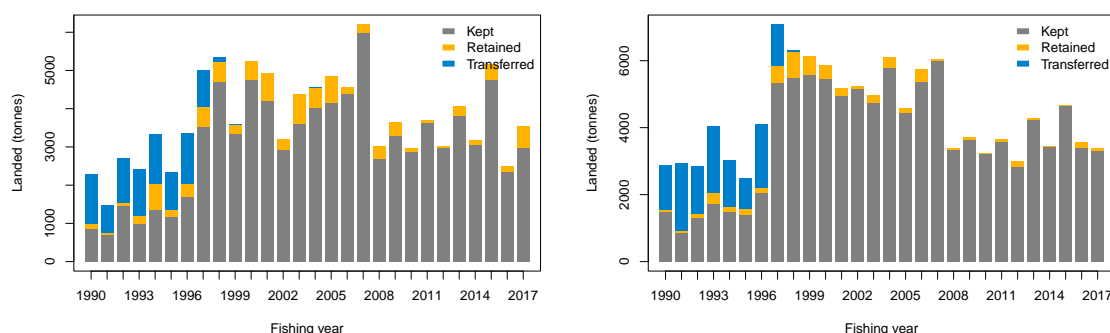 Kept
Retained
Transferred
Landed (tonnes)
0
1000
3000
5000
1990
1993
1996
1999
2002
2005
2008
2011
2014
2017
Fishing year
Kept
Retained
Transferred
Landed (tonnes)
0
2000
4000
6000
1990
1993
1996
1999
2002
2005
2008
2011
2014
2017
Fishing year